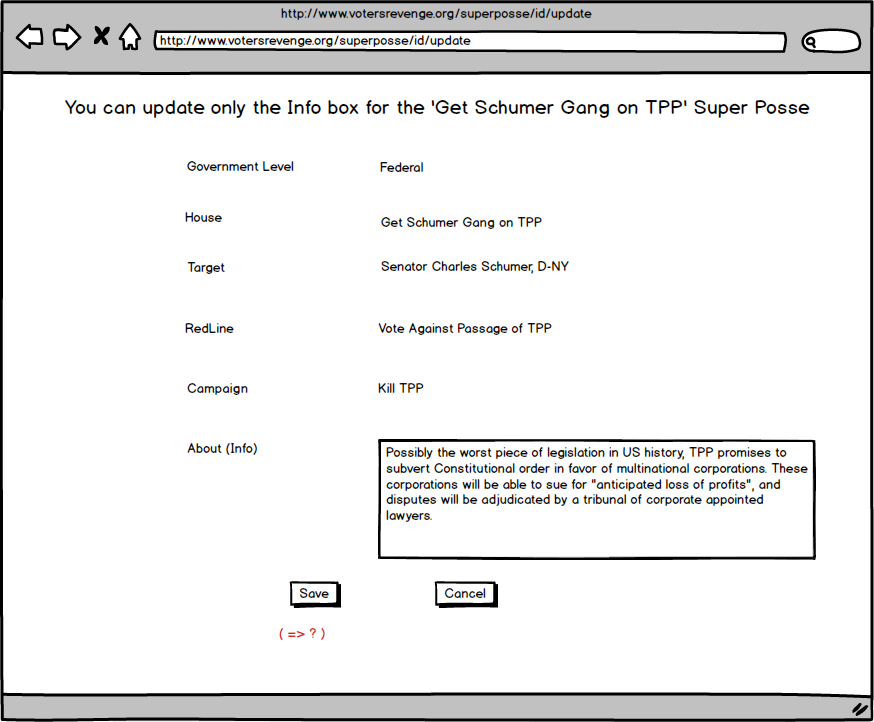 http://www.votersrevenge.org/superposse/id/update
http://www.votersrevenge.org/superposse/id/update
You can update only the Info box for the 'Get Schumer Gang on TPP' Super Posse
Government Level Federal
House Get Schumer Gang on TPP
Target Senator Charles Schumer, D-NY
RedLine Vote Against Passage of TPP
Campaign Kill TPP
About (Info)
Possibly the worst piece of legislation in US history, TPP promises to
subvert Constitutional order in favor of multinational corporations. These
corporations will be able to sue for "anticipated loss of profits", and
disputes will be adjudicated by a tribunal of corporate appointed
lawyers.
Save Cancel
( => ? )